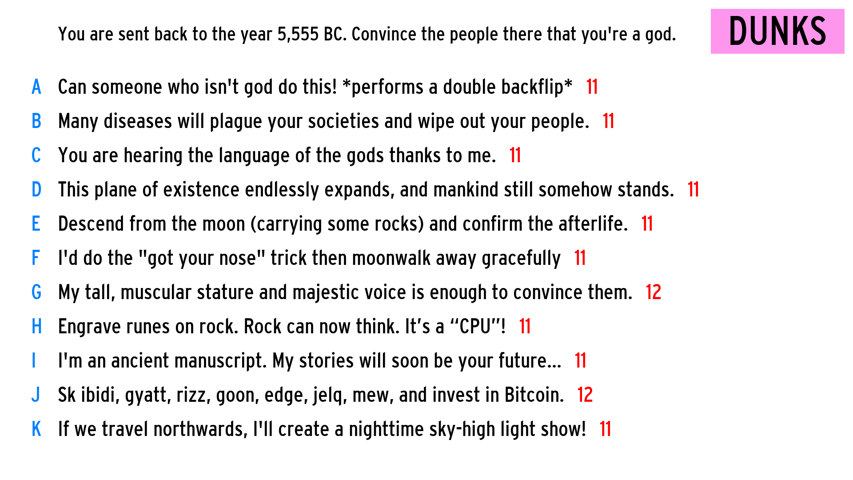 You are sent back to the year 5,555 BC. Convince the people there that you're a god.
DUNKS
A Can someone who isn't god do this! *performs a double backflip* 11
B Many diseases will plague your societies and wipe out your people. 11
C You are hearing the language of the gods thanks to me. 11
D This plane of existence endlessly expands, and mankind still somehow stands. 11
E Descend from the moon (carrying some rocks) and confirm the afterlife. 11
F I'd do the "got your nose" trick then moonwalk away gracefully 11
G My tall, muscular stature and majestic voice is enough to convince them. 12
H Engrave runes on rock. Rock can now think. It’s a “CPU”! 11
I I'm an ancient manuscript. My stories will soon be your future... 11
J Sk ibidi, gyatt, rizz, goon, edge, jelq, mew, and invest in Bitcoin. 12
K If we travel northwards, I'll create a nighttime sky-high light show! 11